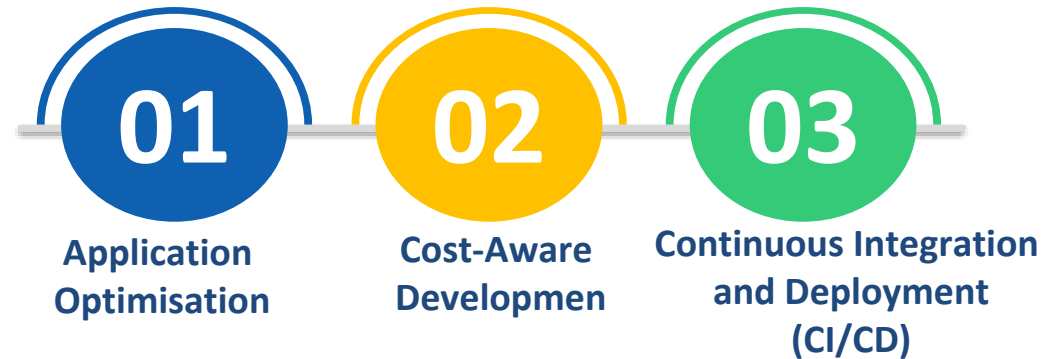 01
02
03
Application
Optimisation
Cost-Aware
Developmen
Continuous Integration
and Deployment
(CI/CD)